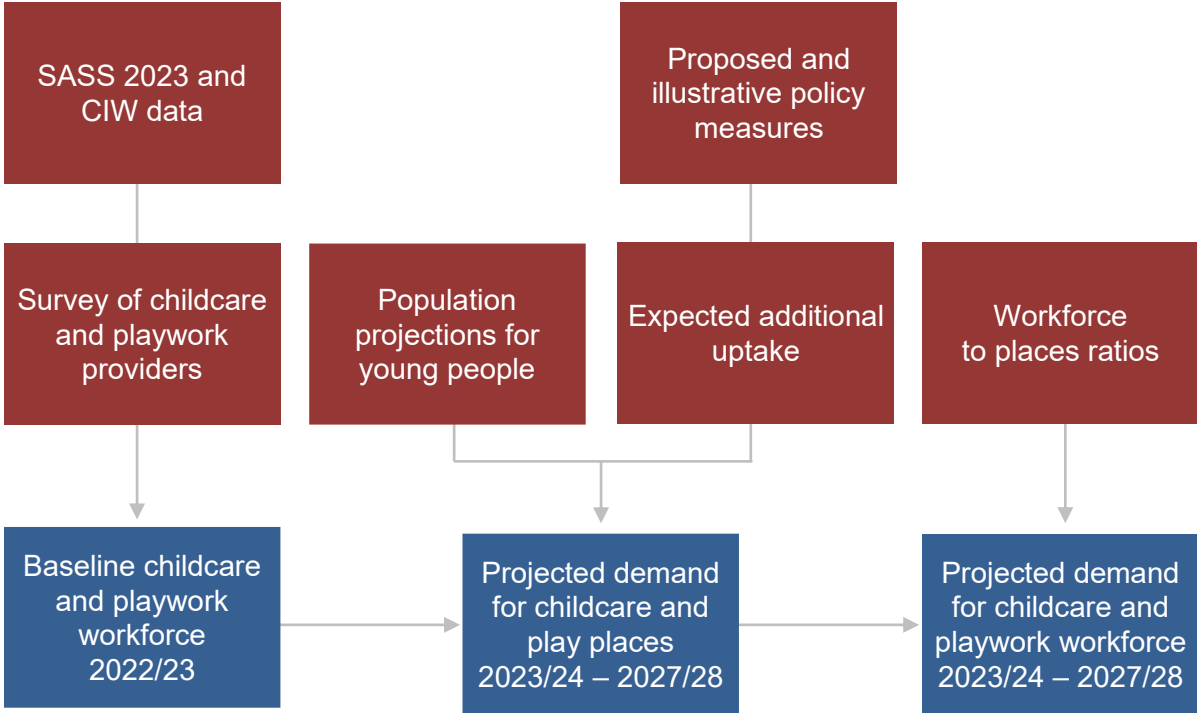 SASS 2023 and
CIW data
Proposed and
illustrative policy
measures
Survey of childcare
and playwork
providers
Population
projections for
young people
Expected additional
uptake
Workforce
to places ratios
Baseline childcare
and playwork
workforce
2022/23
Projected demand
for childcare and
play places
2023/24 – 2027/28
Projected demand
for childcare and
playwork workforce
2023/24 – 2027/28